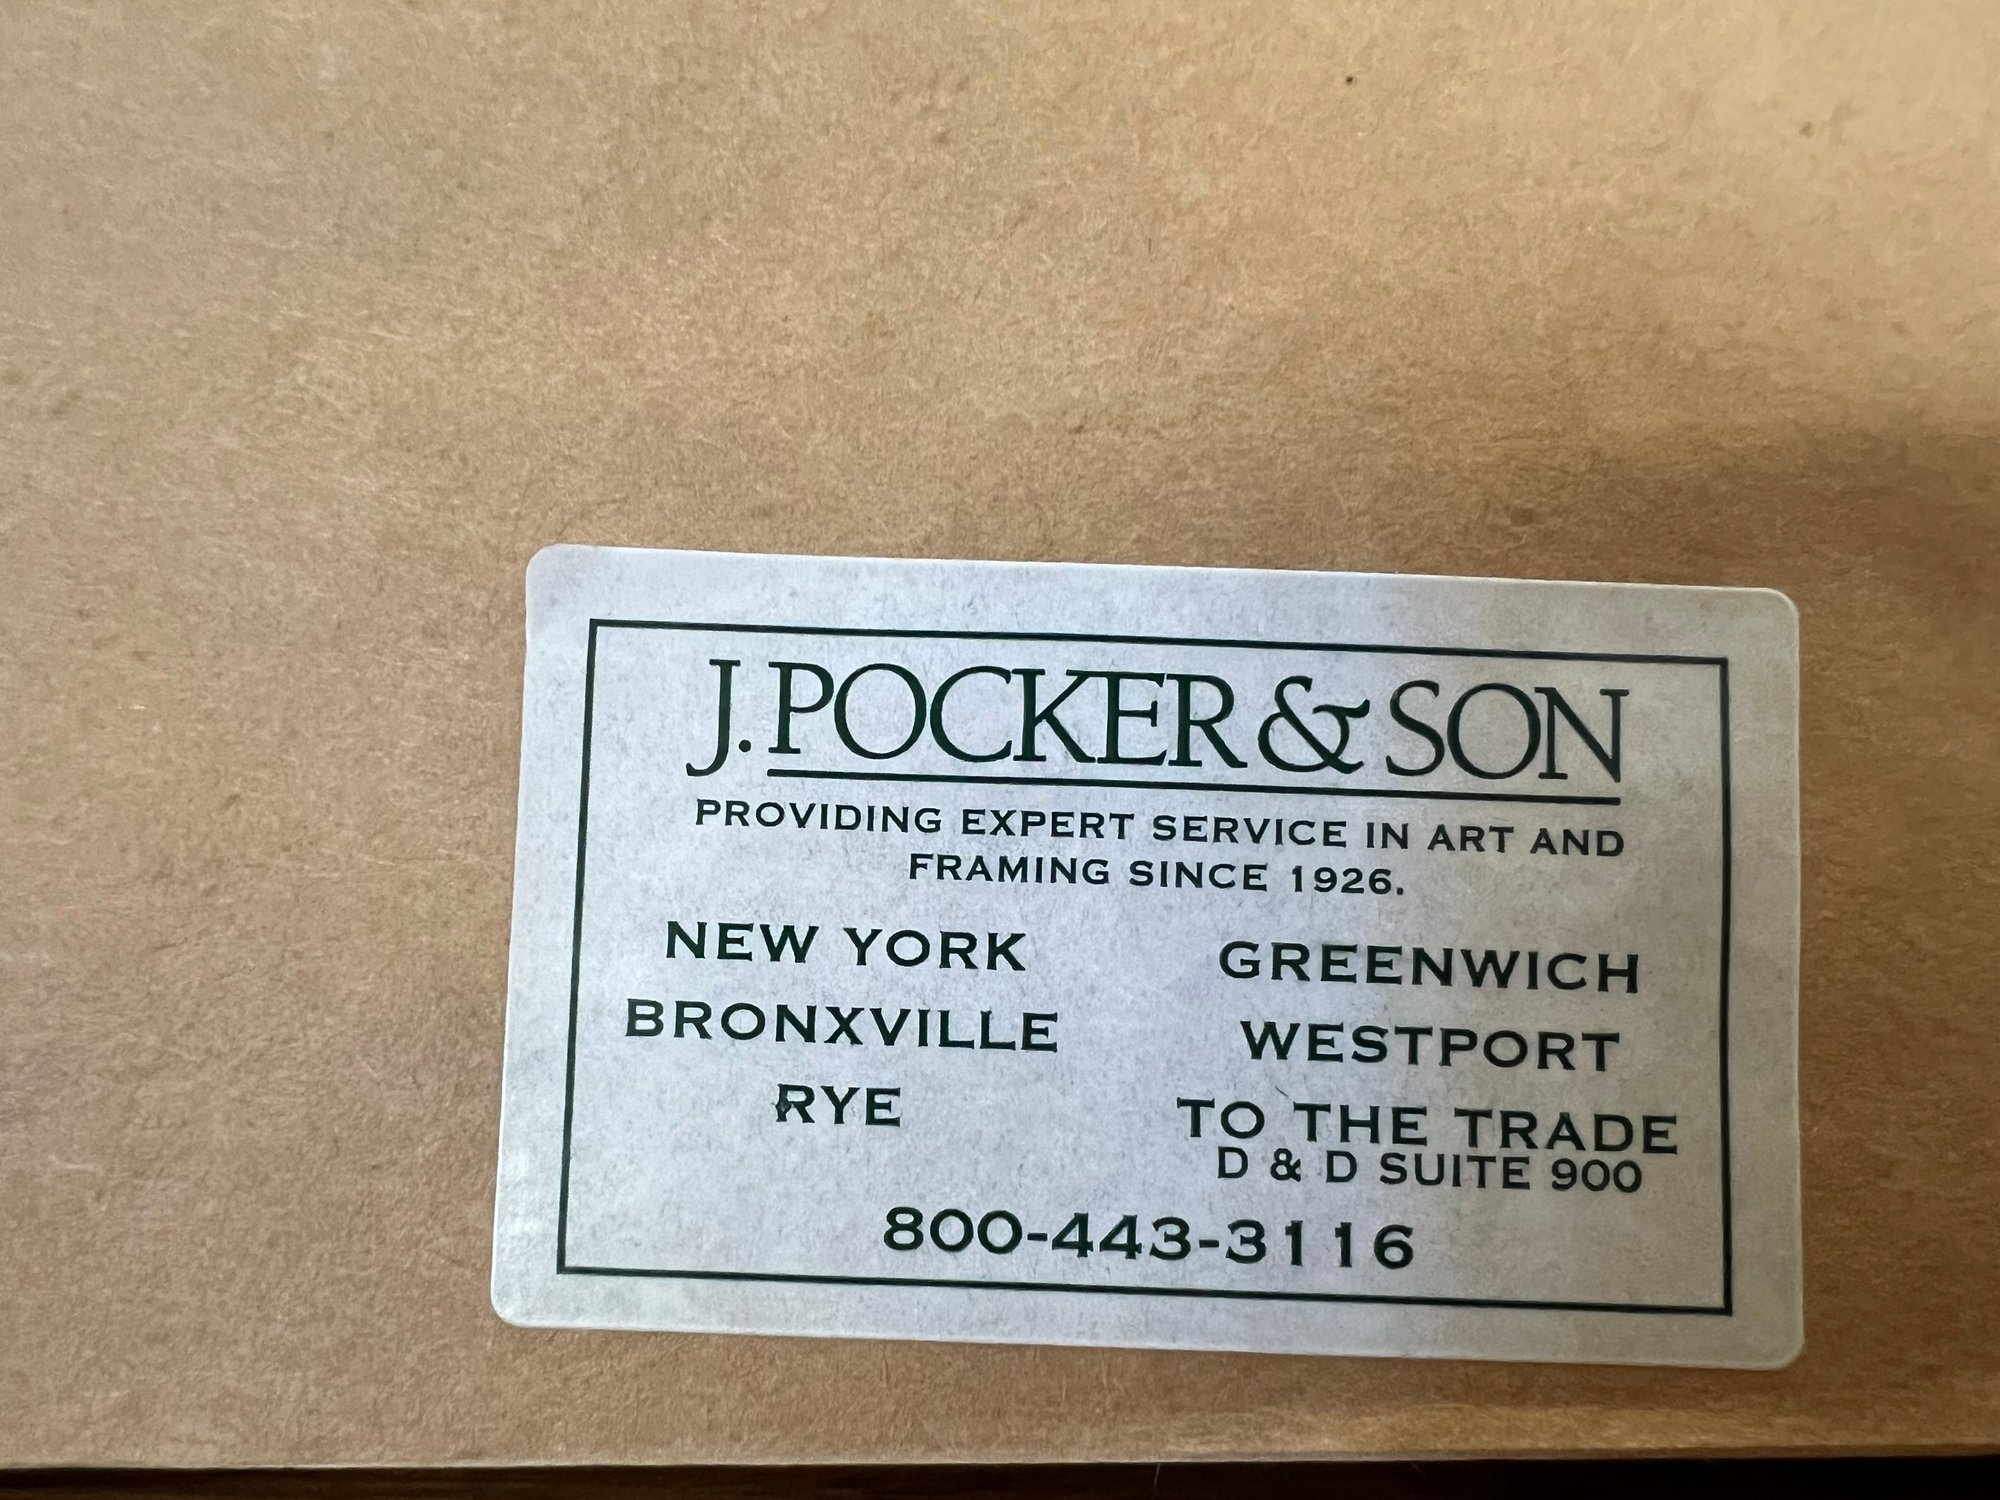 J. POCKER & SON
PROVIDING EXPERT SERVICE IN ART AND
FRAMING SINCE 1926.
NEW YORK
BRONXVILLE
RYE
GREENWICH
WESTPORT
TO THE TRADE
D & D SUITE 900
800-443-3116